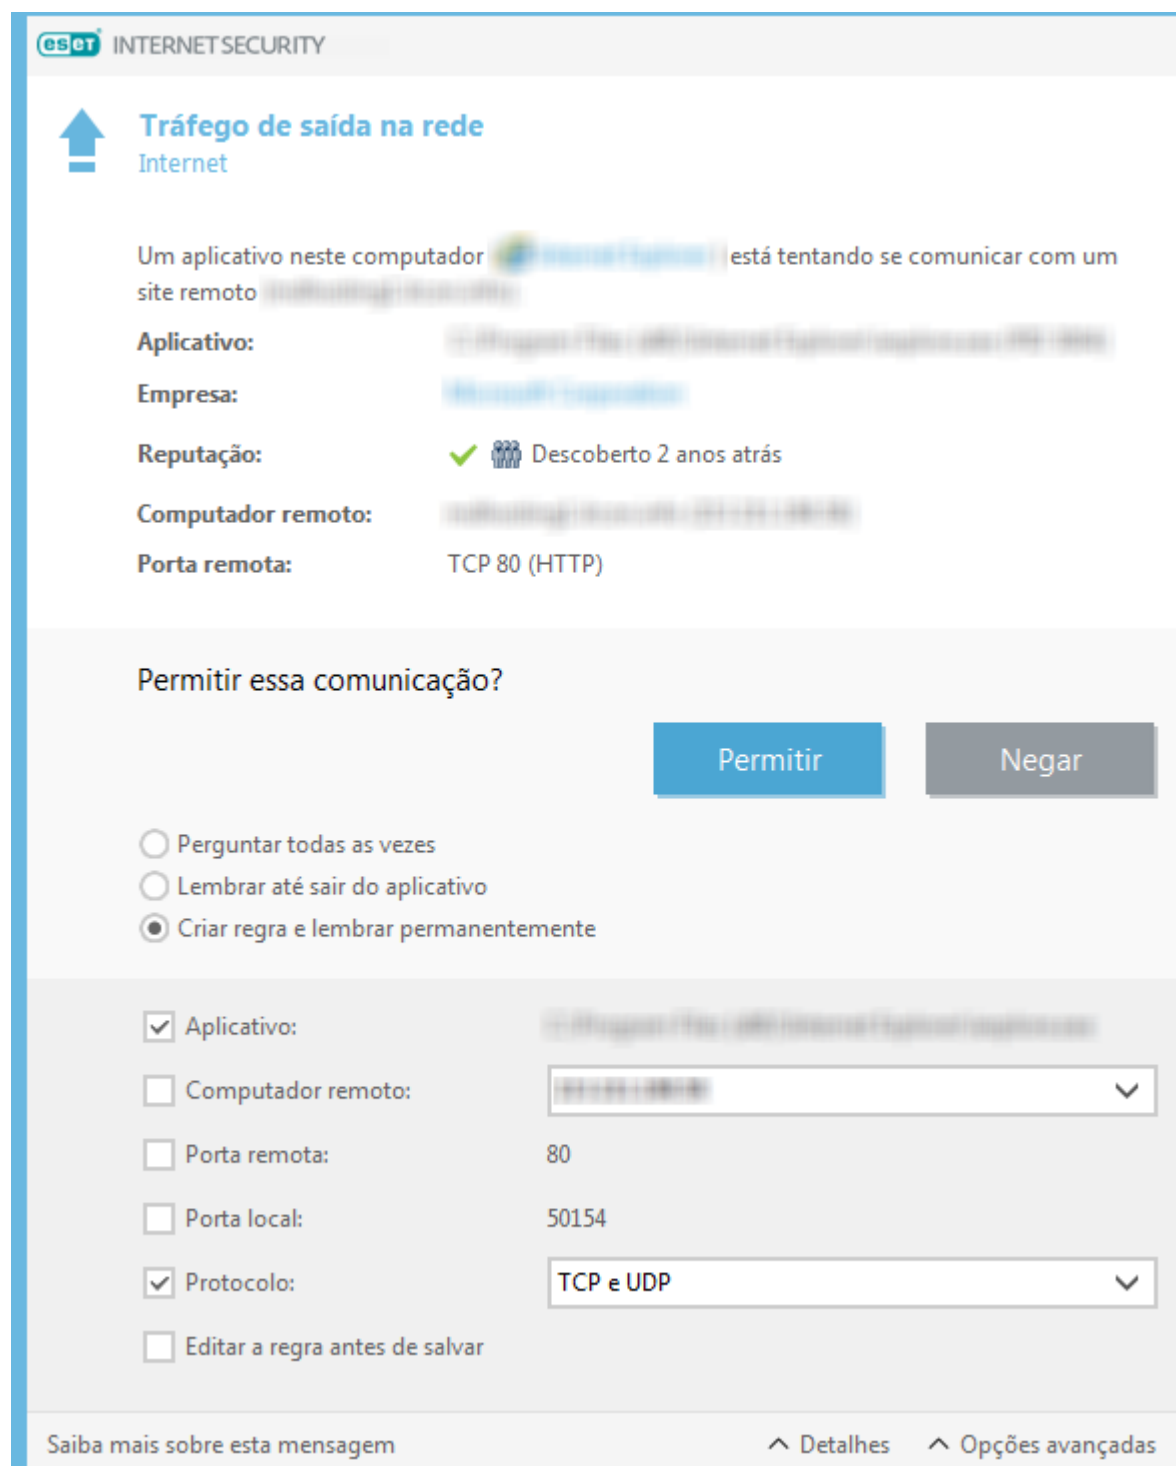 eset INTERNET SECURITY
Tráfego de saída na rede
Internet
Um aplicativo neste computador está tentando se comunicar com um
site remoto
Aplicativo:
Empresa:
Reputação: Descoberto 2 anos atrás
Computador remoto:
Porta remota: TCP 80 (HTTP)
Permitir essa comunicação?
Permitir Negar
Perguntar todas as vezes
Lembrar até sair do aplicativo
Criar regra e lembrar permanentemente
Aplicativo:
Computador remoto:
Porta remota: 80
Porta local: 50154
Protocolo: TCP e UDP
Editar a regra antes de salvar
Saiba mais sobre esta mensagem Detalhes Opções avançadas